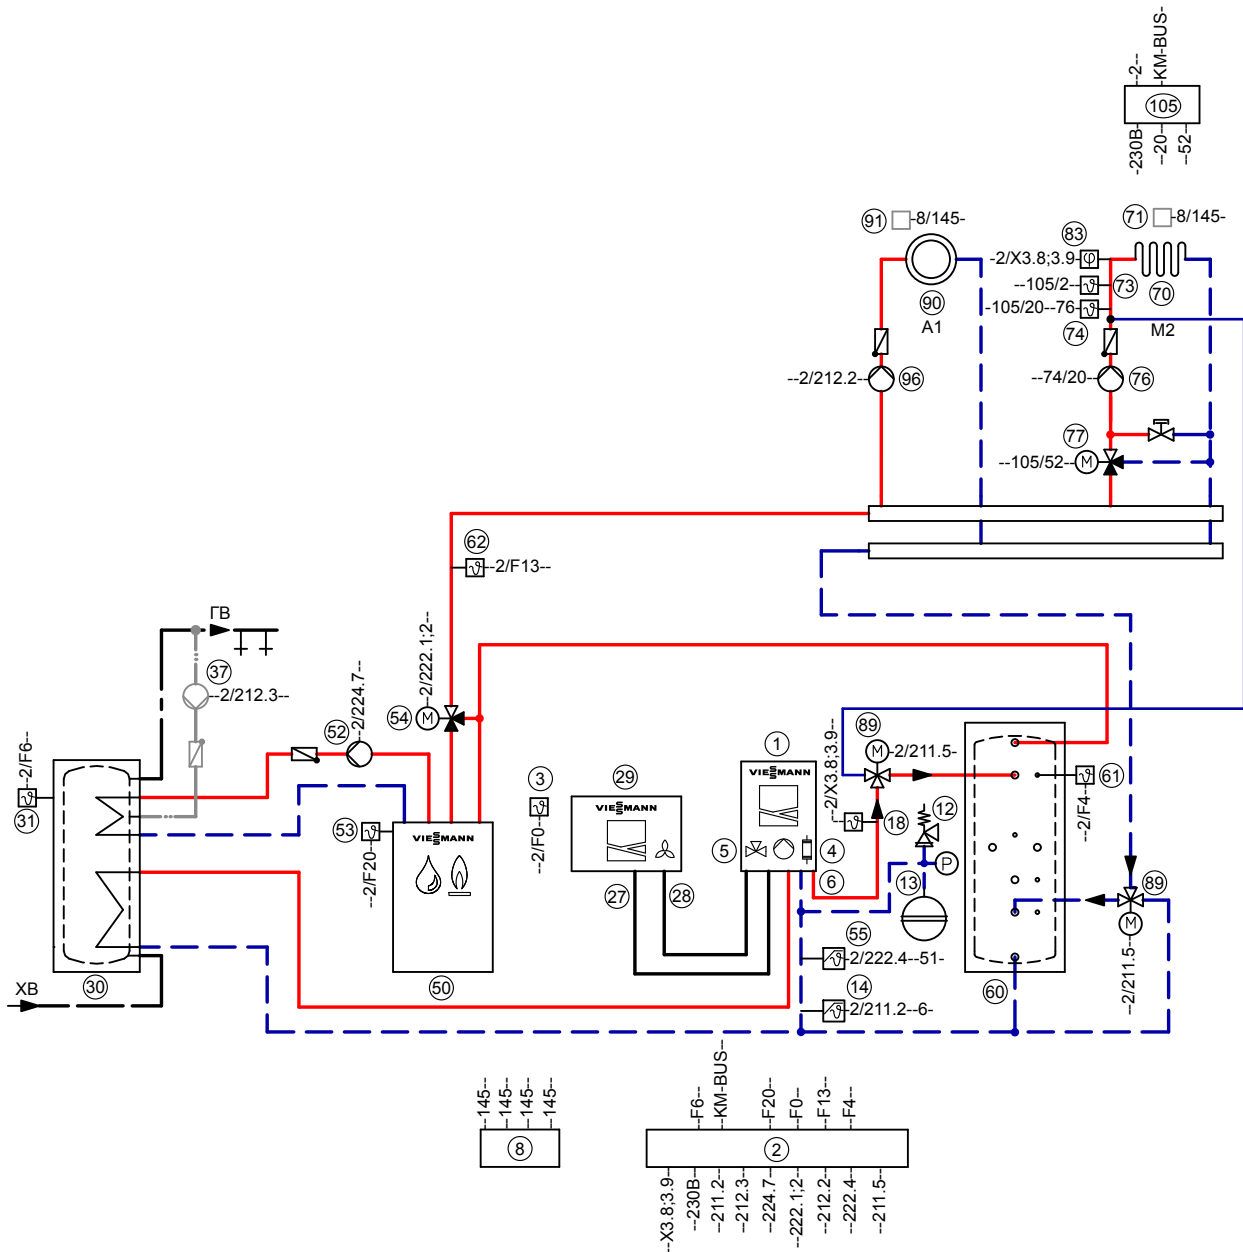 --2--
-KM-BUS-
105
-230B-
--20--
--52--
91
-8/145-
71
-8/145-
83
-2/X3.8;3.9-
--105/2--
73
90
70
-105/20--76-
A1
74
M2
--2/212.2--
96
--74/20--
76
77
--105/52--
M
62
--2/F13--
ГВ
--2/222.1;2--
37
--2/212.3--
--2/224.7--
52
54
M
89
M
-2/211.5-
1
VIESSMANN
--2/X3.8;3.9--
--2/F6--
31
3
29
VIESSMANN
61
--2/F4--
12
18
53
VIESSMANN
--2/F20--
--2/F0--
5
4
P
6
13
27
28
89
M
--2/211.5--
55
-2/222.4--51-
ХВ
30
50
14
-2/211.2--6-
60
--145--
--145--
--145--
--145--
8
--F6--
-KM-BUS--
--F20--
--F0--
--F13--
--F4--
2
--X3.8;3.9--
--230B--
--211.2--
--212.3--
--224.7--
--222.1;2--
--212.2--
--222.4--
--211.5--